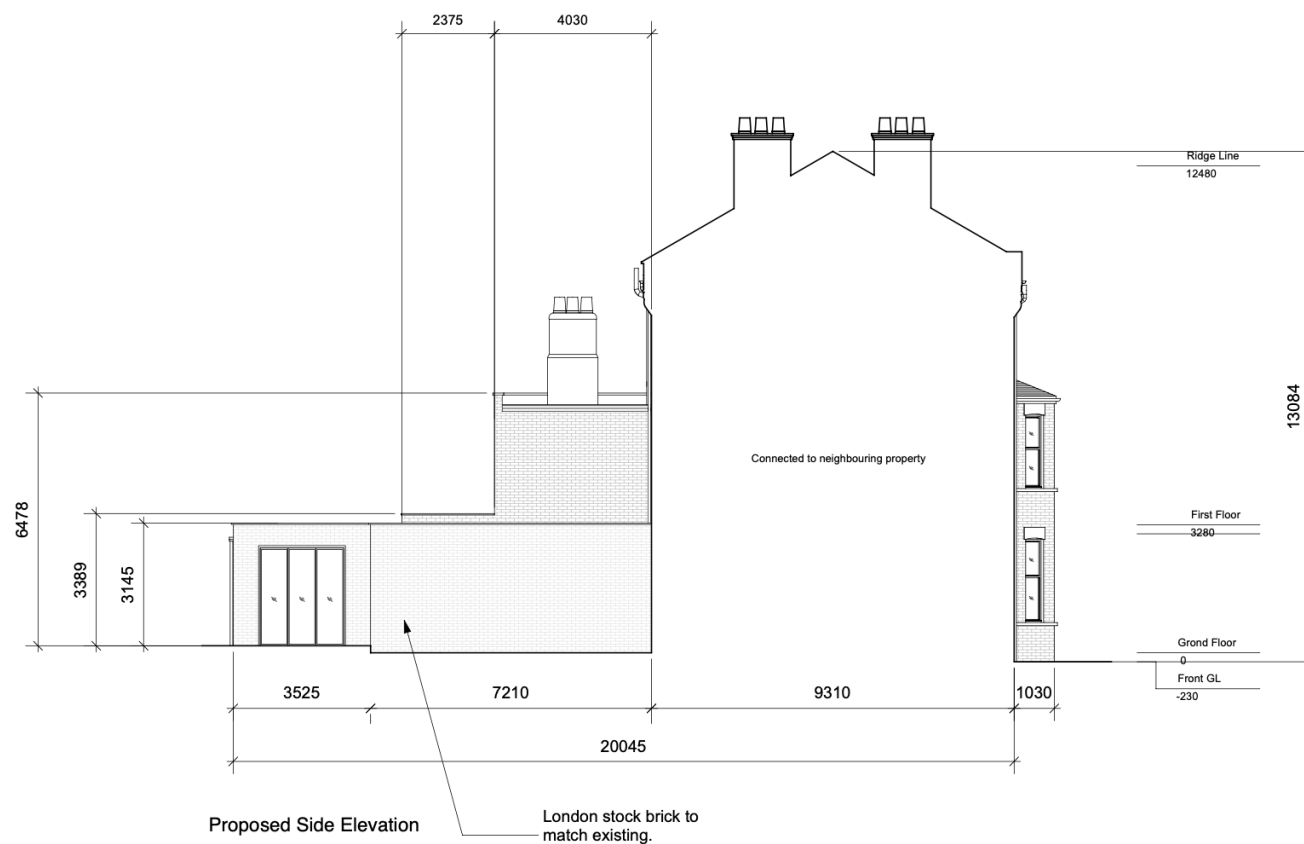 2375
4030
Ridge Line
12480
13084
Connected to neighbouring property
6478
3389
3145
First Floor
3280
Grond Floor
0
Front GL
-230
3525
7210
9310
1030
20045
Proposed Side Elevation
London stock brick to
match existing.